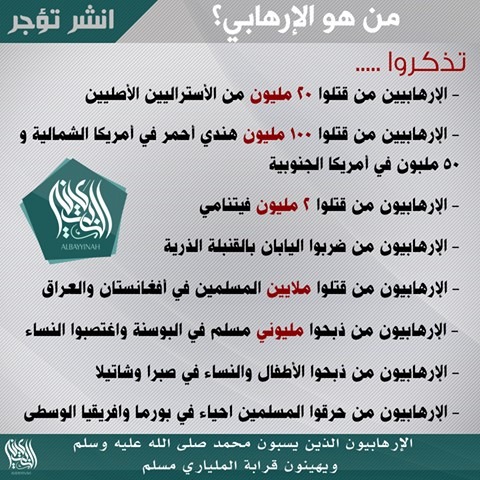 من هو الإرهابي؟
انشر تؤجر
تذكروا .....
- الإرهابيين من قتلوا ٢٠ مليون من الأستراليين الأصليين
- الإرهابيين من قتلوا ١٠٠ مليون هندي أحمر في أمريكا الشمالية و
٥٠ مليون في أمريكا الجنوبية
- الإرهابيون من قتلوا ٢ مليون فيتنامي
- الإرهابيون من ضربوا اليابان بالقنبلة الذرية
- الإرهابيون من قتلوا ملايين المسلمين في أفغانستان والعراق
- الإرهابيون من ذبحوا مليوني مسلم في البوسنة واغتصبوا النساء
- الإرهابيون من ذبحوا الأطفال والنساء في صبرا وشاتيلا
- الإرهابيون من حرقوا المسلمين احياء في بورما وافريقيا الوسطى
ALBAYYINAH
الإرهابيون الذين يسبون محمد صلى الله عليه وسلم
ويهينون قرابة الملياري مسلم